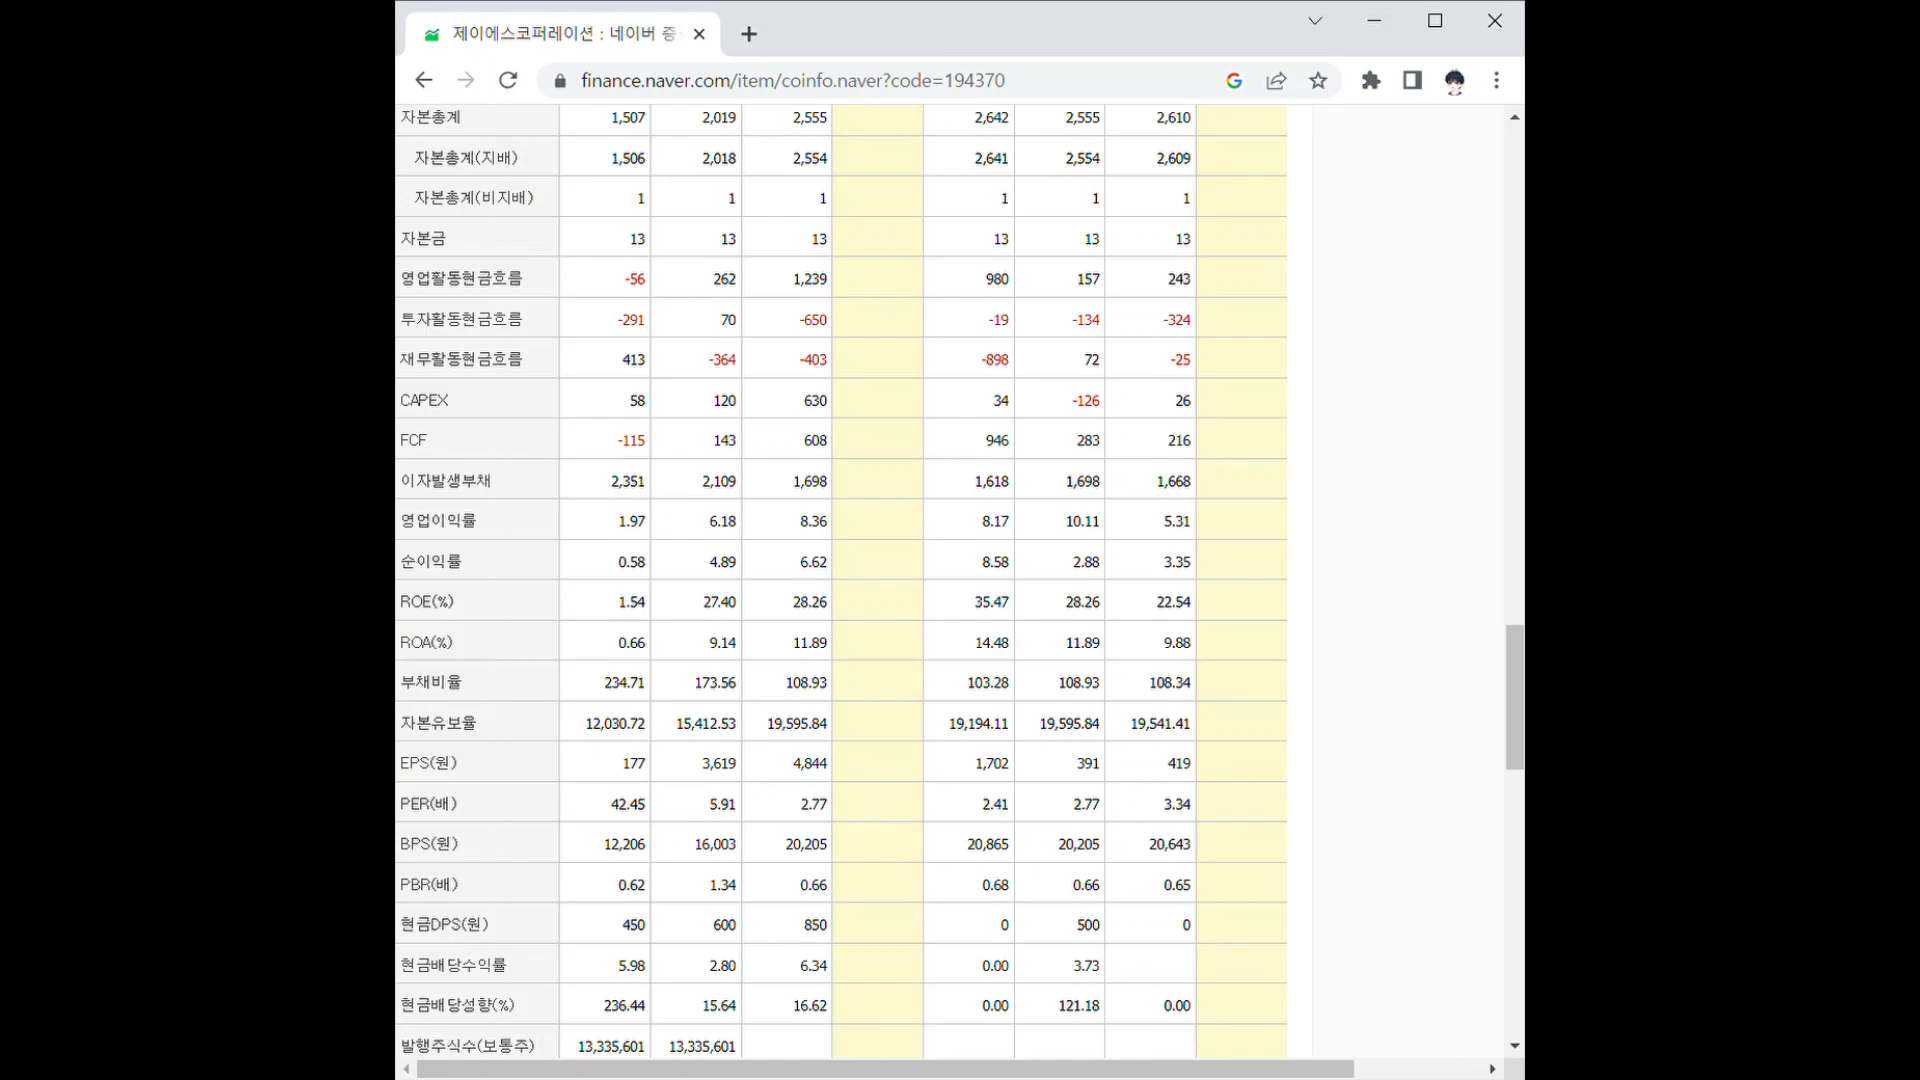 제이에스코퍼레이션 : 네이버 증
finance.naver.com/item/coinfo.naver?code=194370
자본총계 1,507 2,019 2,555 2,642 2,555 2,610
자본총계(지배) 1,506 2,018 2,554 2,641 2,554 2,609
자본총계(비지배) 1 1 1 1 1 1
자본금 13 13 13 13 13 13
영업활동현금흐름 -56 262 1,239 980 157 243
투자활동현금흐름 -291 70 -650 -19 -134 -324
재무활동현금흐름 413 -364 -403 -898 72 -25
CAPEX 58 120 630 34 -126 26
FCF -115 143 608 946 283 216
이자발생부채 2,351 2,109 1,698 1,618 1,698 1,668
영업이익률 1.97 6.18 8.36 8.17 10.11 5.31
순이익률 0.58 4.89 6.62 8.58 2.88 3.35
ROE(%) 1.54 27.40 28.26 35.47 28.26 22.54
ROA(%) 0.66 9.14 11.89 14.48 11.89 9.88
부채비율 234.71 173.56 108.93 103.28 108.93 108.34
자본유보율 12,030.72 15,412.53 19,595.84 19,194.11 19,595.84 19,541.41
EPS(원) 177 3,619 4,844 1,702 391 419
PER(배) 42.45 5.91 2.77 2.41 2.77 3.34
BPS(원) 12,206 16,003 20,205 20,865 20,205 20,643
PBR(배) 0.62 1.34 0.66 0.68 0.66 0.65
현금DPS(원) 450 600 850 0 500 0
현금배당수익률 5.98 2.80 6.34 0.00 3.73
현금배당성향(%) 236.44 15.64 16.62 0.00 121.18 0.00
발행주식수(보통주) 13,335,601 13,335,601